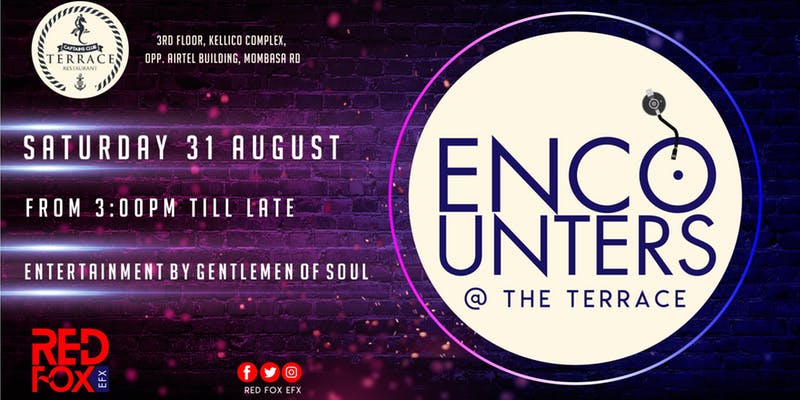 CAPTAINS CLUB
TERRACE
RESTAURANT
3RD FLOOR, KELLICO COMPLEX,
OPP. AIRTEL BUILDING, MOMBASA RD
SATURDAY 31 AUGUST
FROM 3:00PM TILL LATE
ENTERTAINMENT BY GENTLEMEN OF SOUL
ENCO
UNTERS
@ THE TERRACE
RED
FOX
EFX
RED FOX EFX